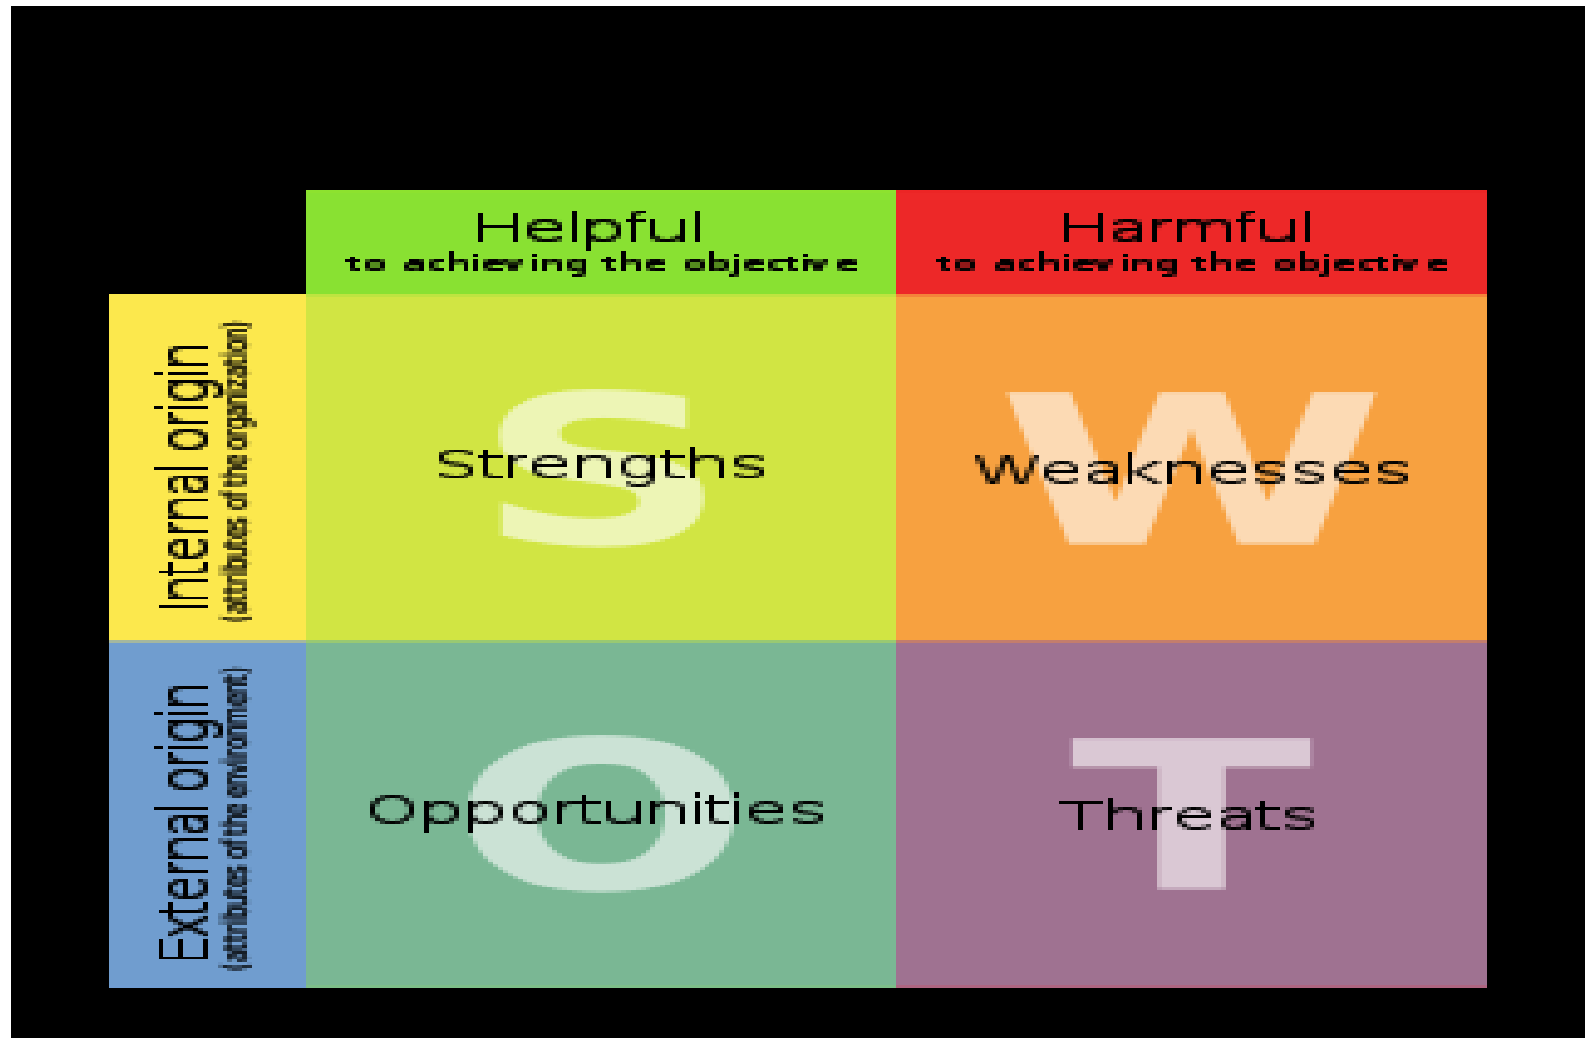 Helpful
to achieving the objective
Harmful
to achieving the objective
Internal origin
(attributes of the organization)
S
Strengths
W
Weaknesses
External origin
(attributes of the environment)
O
Opportunities
T
Threats